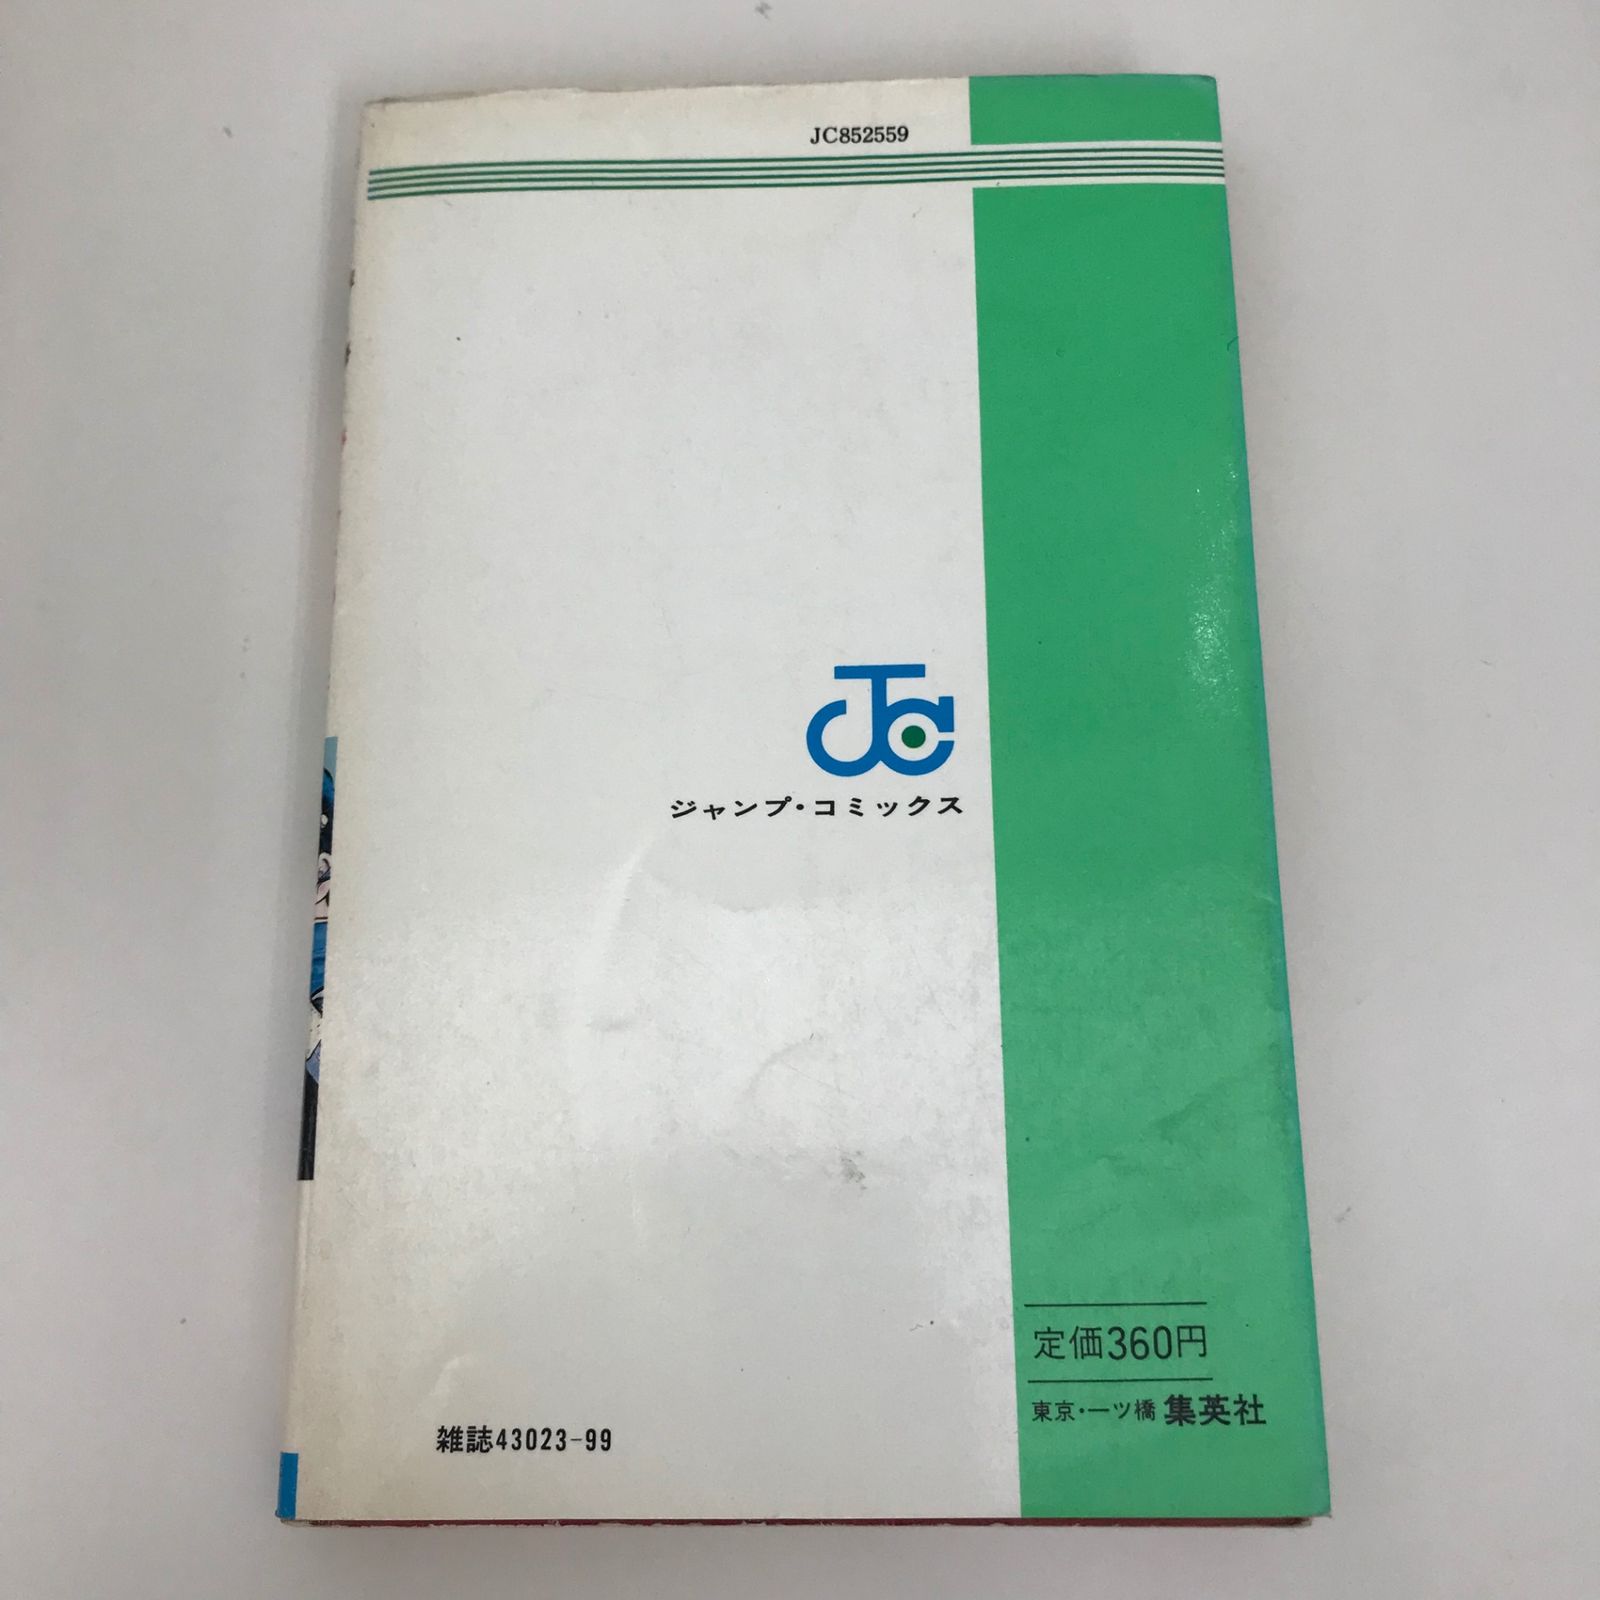 JC852559
JC
ジャンプ・コミックス
定価360円
東京・一ツ橋 集英社
雑誌43023-99